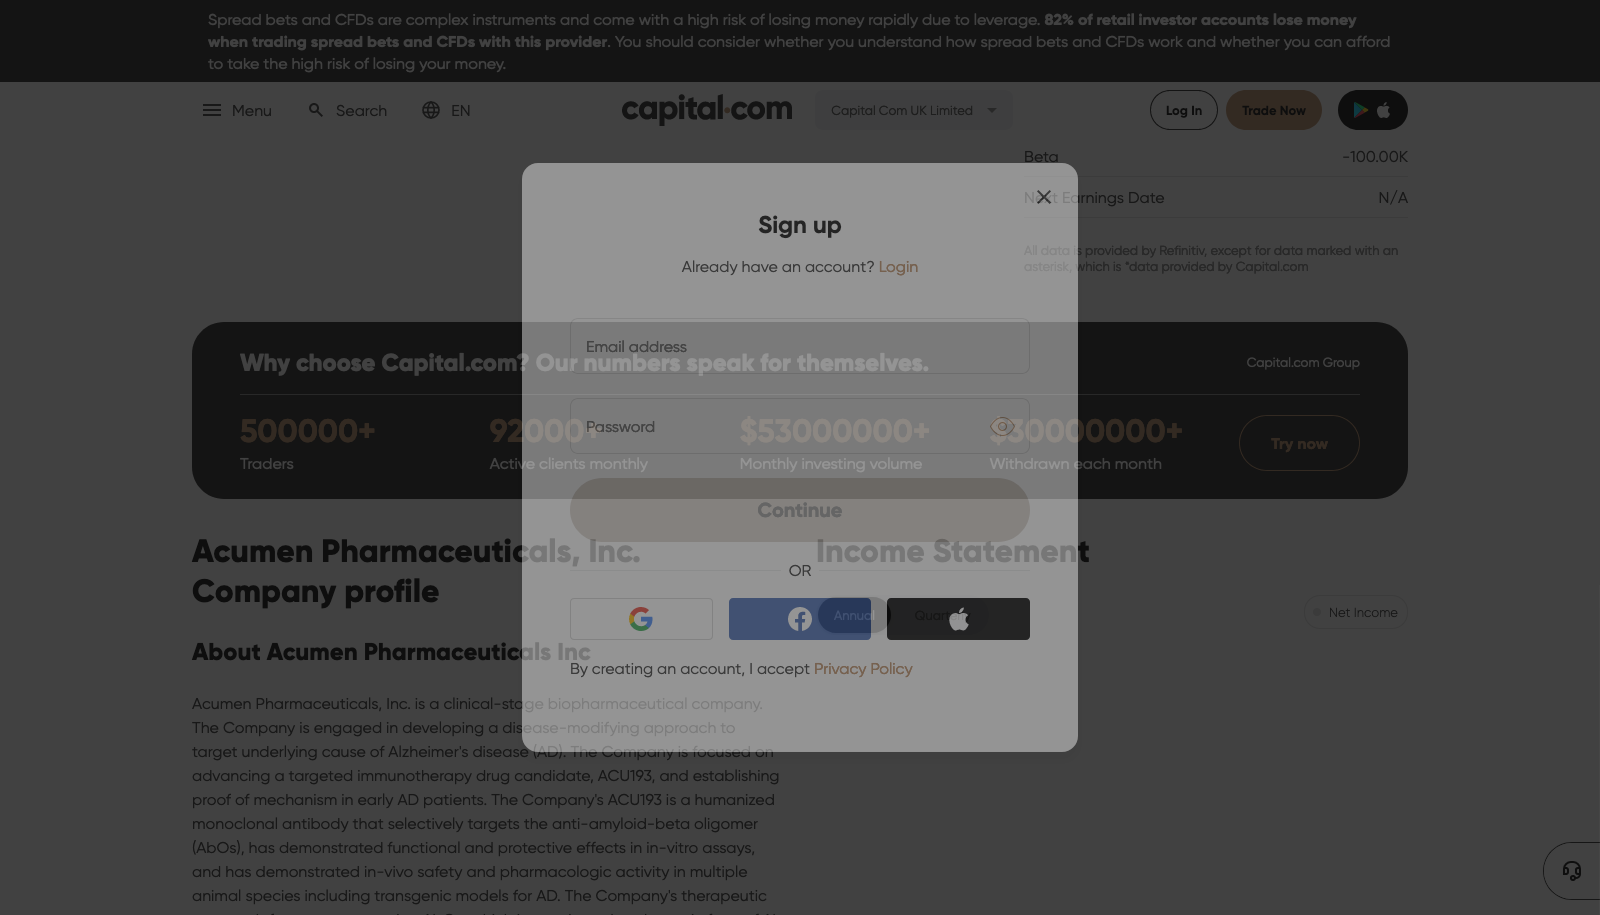 Spread bets and CFDs are complex instruments and come with a high risk of losing money rapidly due to leverage. 82% of retail investor accounts lose money
when trading spread bets and CFDs with this provider. You should consider whether you understand how spread bets and CFDs work and whether you can afford
to take the high risk of losing your money.
Menu
Search
EN
capital.com
Capital Com UK Limited
Log In
Trade Now
Beta
-100.00K
Next Earnings Date
N/A
All data is provided by Refinitiv, except for data marked with an
asterisk, which is "data provided by Capital.com
Sign up
Already have an account? Login
Email address
Password
Continue
OR
By creating an account, I accept Privacy Policy
Why choose Capital.com? Our numbers speak for themselves.
Capital.com Group
500000+
Traders
92000+
Active clients monthly
$53000000+
Monthly investing volume
$30000000+
Withdrawn each month
Try now
Acumen Pharmaceuticals, Inc.
Company profile
Income Statement
Annual
Net Income
About Acumen Pharmaceuticals Inc
Acumen Pharmaceuticals, Inc. is a clinical-stage biopharmaceutical company.
The Company is engaged in developing a disease-modifying approach to
target underlying cause of Alzheimer's disease (AD). The Company is focused on
advancing a targeted immunotherapy drug candidate, ACU193, and establishing
proof of mechanism in early AD patients. The Company's ACU193 is a humanized
monoclonal antibody that selectively targets the anti-amyloid-beta oligomer
(AbOs), has demonstrated functional and protective effects in in-vitro assays,
and has demonstrated in-vivo safety and pharmacologic activity in multiple
animal species including transgenic models for AD. The Company's therapeutic